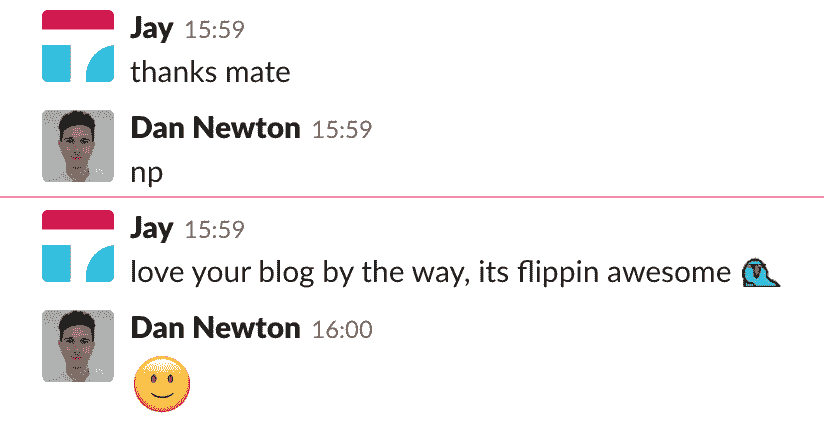 Jay 15:59
thanks mate
Dan Newton 15:59
np
Jay 15:59
love your blog by the way, its flippin awesome
Dan Newton 16:00